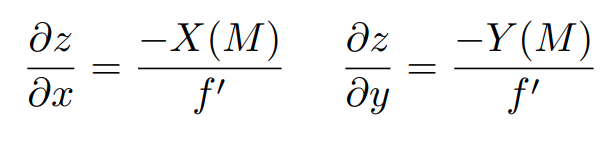 ∂z/∂x = −X(M)/f′ ∂z/∂y = −Y(M)/f′